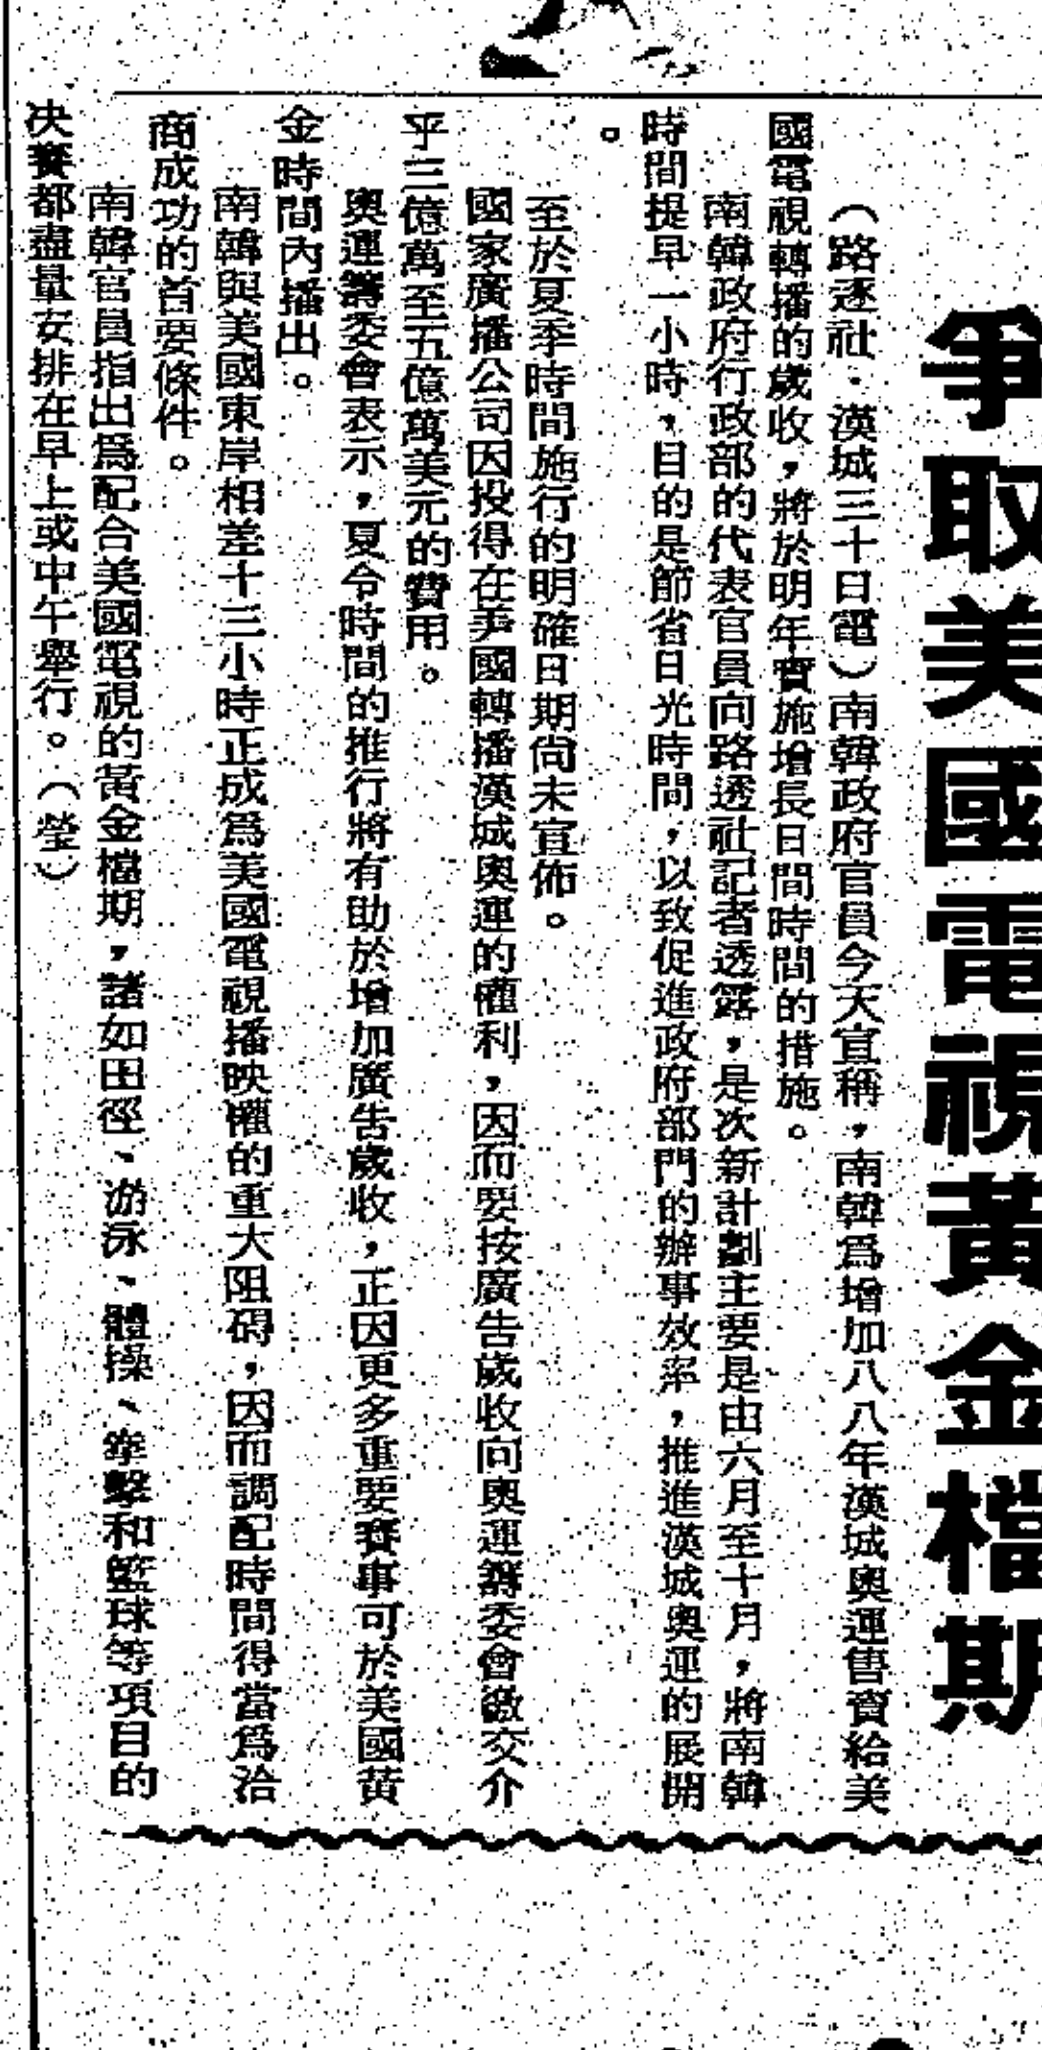 爭取美國電視黃金檔期
（路透社．漢城三十日電）南韓政府官員今天宣稱，南韓爲增加八八年漢城奧運售賣給美
國電視轉播的歲收，將於明年實施增長日間時間的措施。
南韓政府行政部的代表官員向路透社記者透露，是次新計劃主要是由六月至十月，將南韓
時間提早一小時，目的是節省日光時間，以致促進政府部門的辦事效率，推進漢城奧運的展開
。
至於夏季時間施行的明確日期尚未宣佈。
國家廣播公司因投得在美國轉播漢城奧運的權利，因而要按廣告歲收向奧運籌委會繳交介
乎三億萬至五億萬美元的費用。
奧運籌委會表示，夏令時間的推行將有助於增加廣告歲收，正因更多重要賽事可於美國黃
金時間內播出。
南韓與美國東岸相差十三小時正成爲美國電視播映權的重大阻碍，因而調配時間得當爲洽
商成功的首要條件。
南韓官員指出爲配合美國電視的黃金檔期，諸如田徑、游泳、體操、拳擊和籃球等項目的
決賽都盡量安排在早上或中午舉行。（瑩）